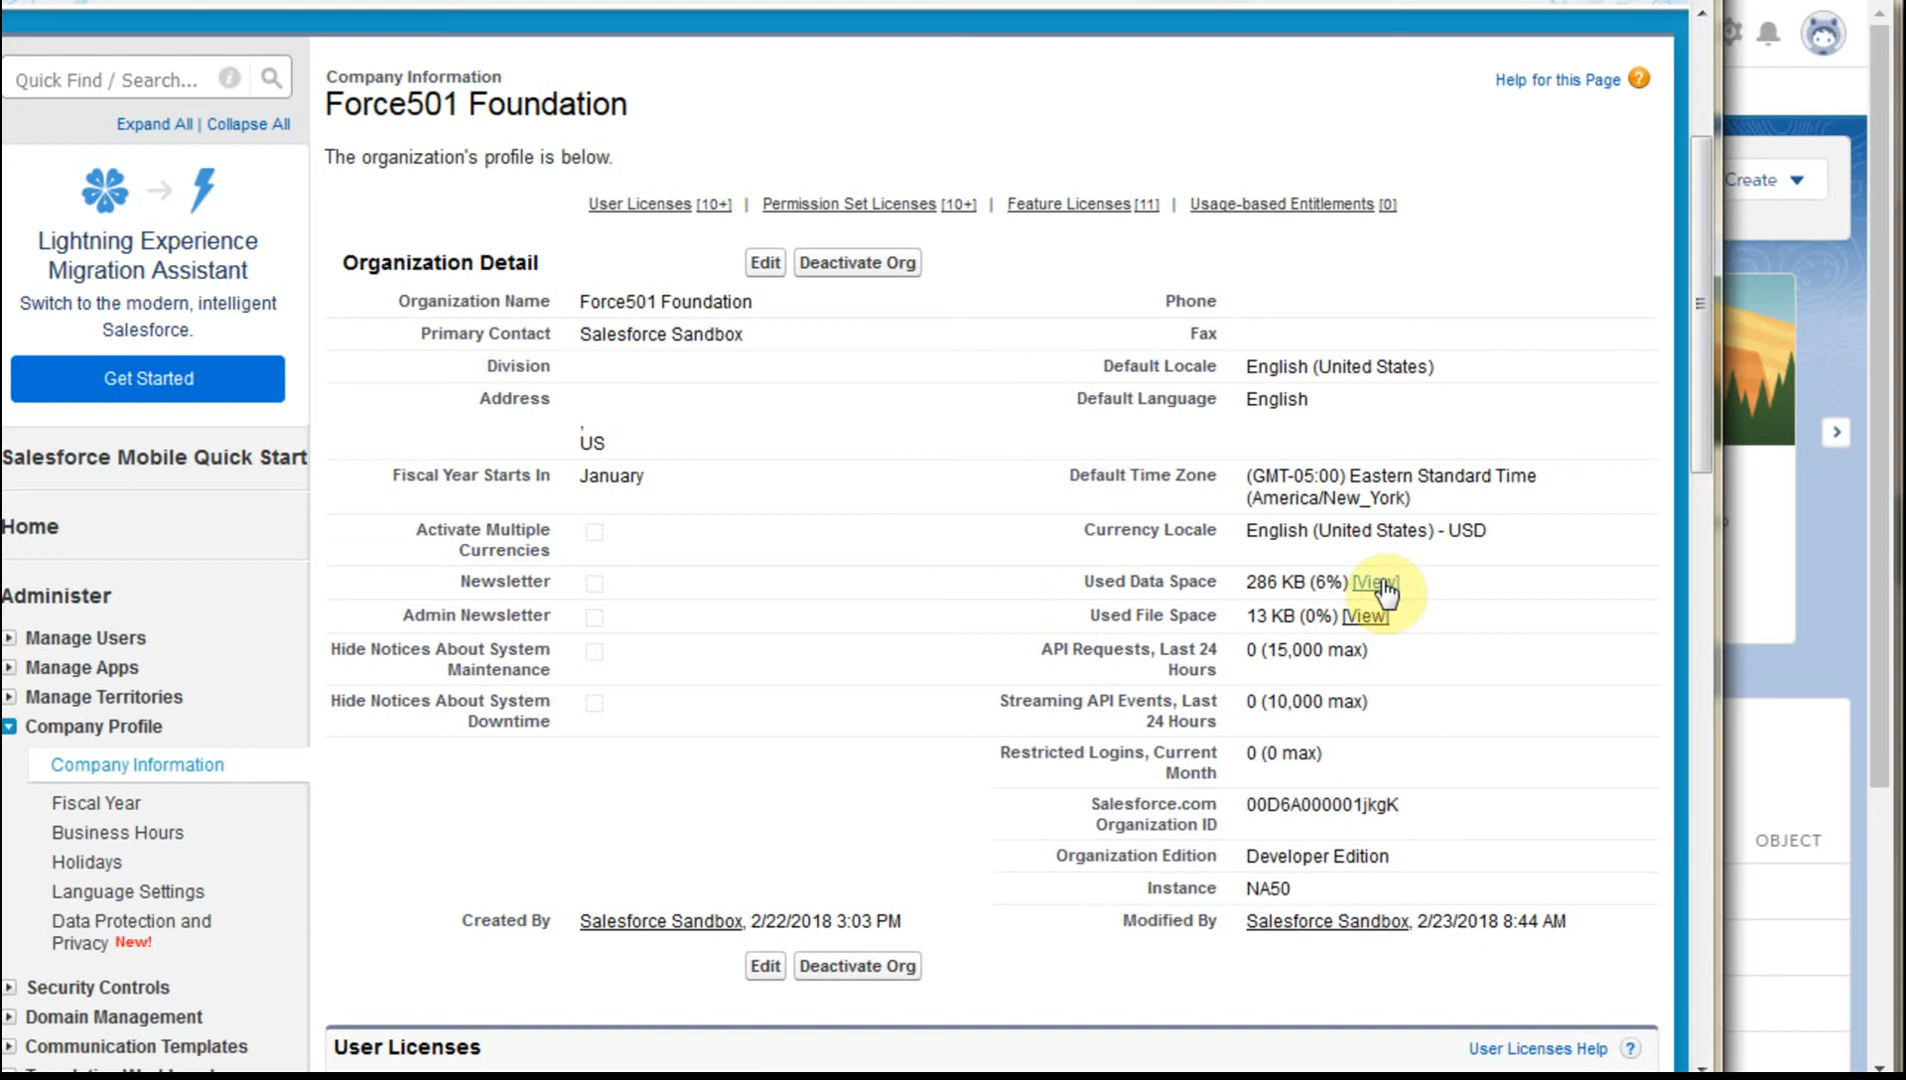 Quick Find / Search...
Expand All | Collapse All
Lightning Experience
Migration Assistant
Switch to the modern, intelligent
Salesforce.
Get Started
Salesforce Mobile Quick Start
Home
Administer
Manage Users
Manage Apps
Manage Territories
Company Profile
Company Information
Fiscal Year
Business Hours
Holidays
Language Settings
Data Protection and
Privacy New!
Security Controls
Domain Management
Communication Templates
Company Information
Force501 Foundation
Help for this Page
The organization's profile is below.
User Licenses [10+] | Permission Set Licenses [10+] | Feature Licenses [11] | Usage-based Entitlements [0]
Organization Detail Edit Deactivate Org
Organization Name Force501 Foundation Phone
Primary Contact Salesforce Sandbox Fax
Division Default Locale English (United States)
Address Default Language English
,
US
Fiscal Year Starts In January Default Time Zone (GMT-05:00) Eastern Standard Time
(America/New_York)
Activate Multiple
Currencies
Currency Locale English (United States) - USD
Newsletter Used Data Space 286 KB (6%) [View]
Admin Newsletter Used File Space 13 KB (0%) [View]
Hide Notices About System
Maintenance
API Requests, Last 24
Hours
0 (15,000 max)
Hide Notices About System
Downtime
Streaming API Events, Last
24 Hours
0 (10,000 max)
Restricted Logins, Current
Month
0 (0 max)
Salesforce.com
Organization ID
00D6A000001jkgK
Organization Edition Developer Edition
Instance NA50
Created By Salesforce Sandbox, 2/22/2018 3:03 PM Modified By Salesforce Sandbox, 2/23/2018 8:44 AM
Edit Deactivate Org
User Licenses User Licenses Help ?
Create
OBJECT